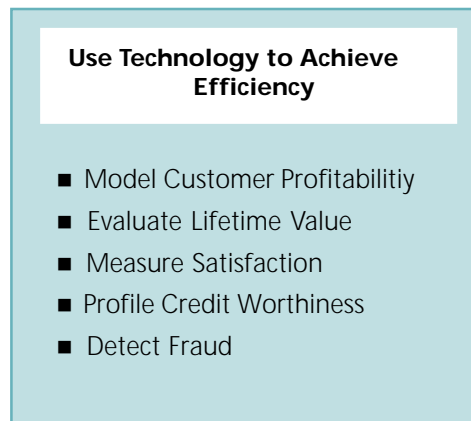 Use Technology to Achieve
Efficiency
■ Model Customer Profitabilitiy
■ Evaluate Lifetime Value
■ Measure Satisfaction
■ Profile Credit Worthiness
■ Detect Fraud